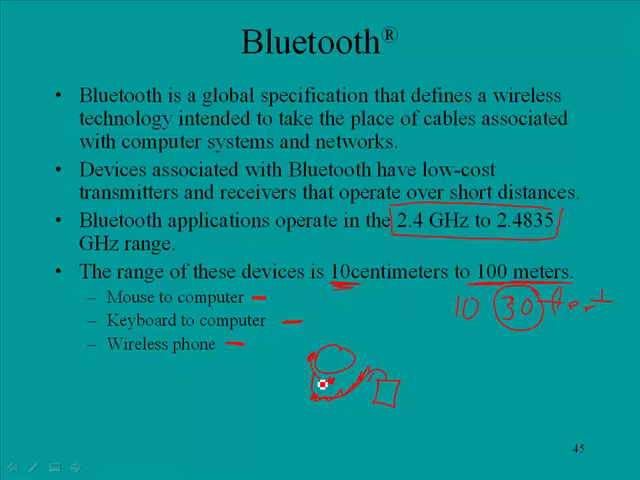 Bluetooth®
• Bluetooth is a global specification that defines a wireless
technology intended to take the place of cables associated
with computer systems and networks.
• Devices associated with Bluetooth have low-cost
transmitters and receivers that operate over short distances.
• Bluetooth applications operate in the 2.4 GHz to 2.4835
GHz range.
• The range of these devices is 10centimeters to 100 meters.
– Mouse to computer
10 30 feet
– Keyboard to computer
– Wireless phone
45